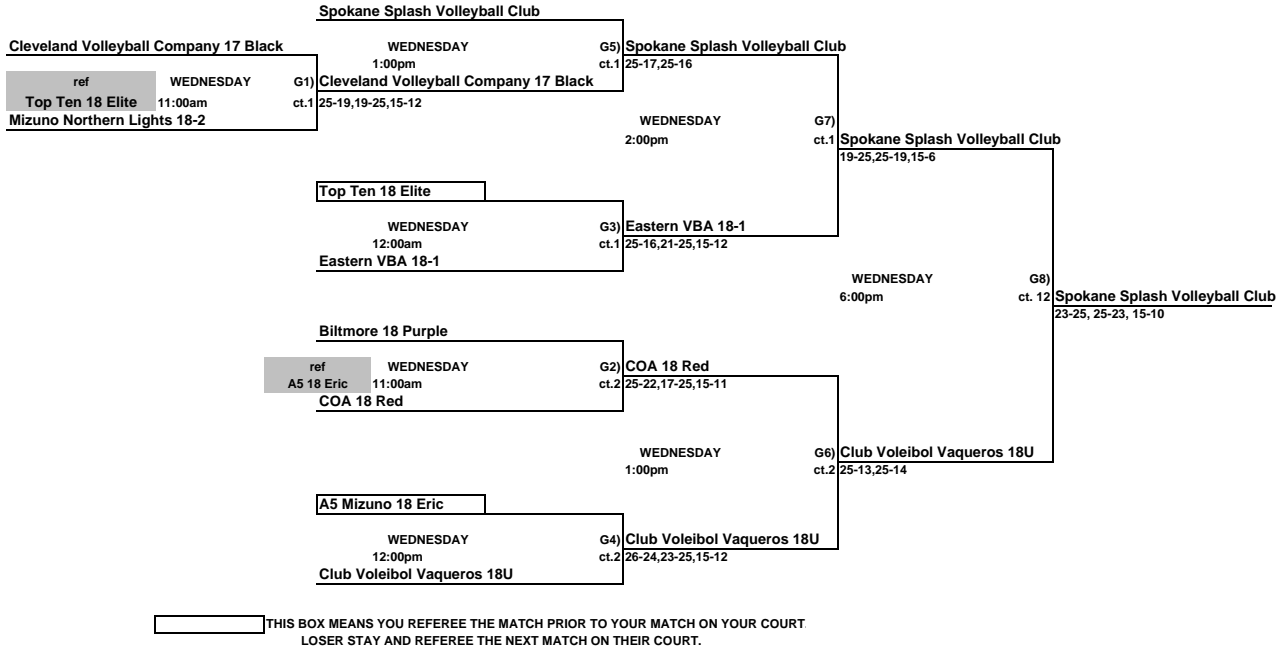 Spokane Splash Volleyball Club
Cleveland Volleyball Company 17 Black
WEDNESDAY
G5) Spokane Splash Volleyball Club
1:00pm
ct.1 25-17,25-16
ref
WEDNESDAY
G1) Cleveland Volleyball Company 17 Black
Top Ten 18 Elite
11:00am
ct.1 25-19,19-25,15-12
Mizuno Northern Lights 18-2
WEDNESDAY
G7)
2:00pm
ct.1 Spokane Splash Volleyball Club
19-25,25-19,15-6
Top Ten 18 Elite
WEDNESDAY
G3) Eastern VBA 18-1
12:00am
ct.1 25-16,21-25,15-12
Eastern VBA 18-1
WEDNESDAY
G8)
6:00pm
ct. 12 Spokane Splash Volleyball Club
23-25, 25-23, 15-10
Biltmore 18 Purple
ref
WEDNESDAY
G2) COA 18 Red
A5 18 Eric
11:00am
ct.2 25-22,17-25,15-11
COA 18 Red
WEDNESDAY
G6) Club Voleibol Vaqueros 18U
1:00pm
ct.2 25-13,25-14
A5 Mizuno 18 Eric
WEDNESDAY
G4) Club Voleibol Vaqueros 18U
12:00pm
ct.2 26-24,23-25,15-12
Club Voleibol Vaqueros 18U
THIS BOX MEANS YOU REFEREE THE MATCH PRIOR TO YOUR MATCH ON YOUR COURT.
LOSER STAY AND REFEREE THE NEXT MATCH ON THEIR COURT.